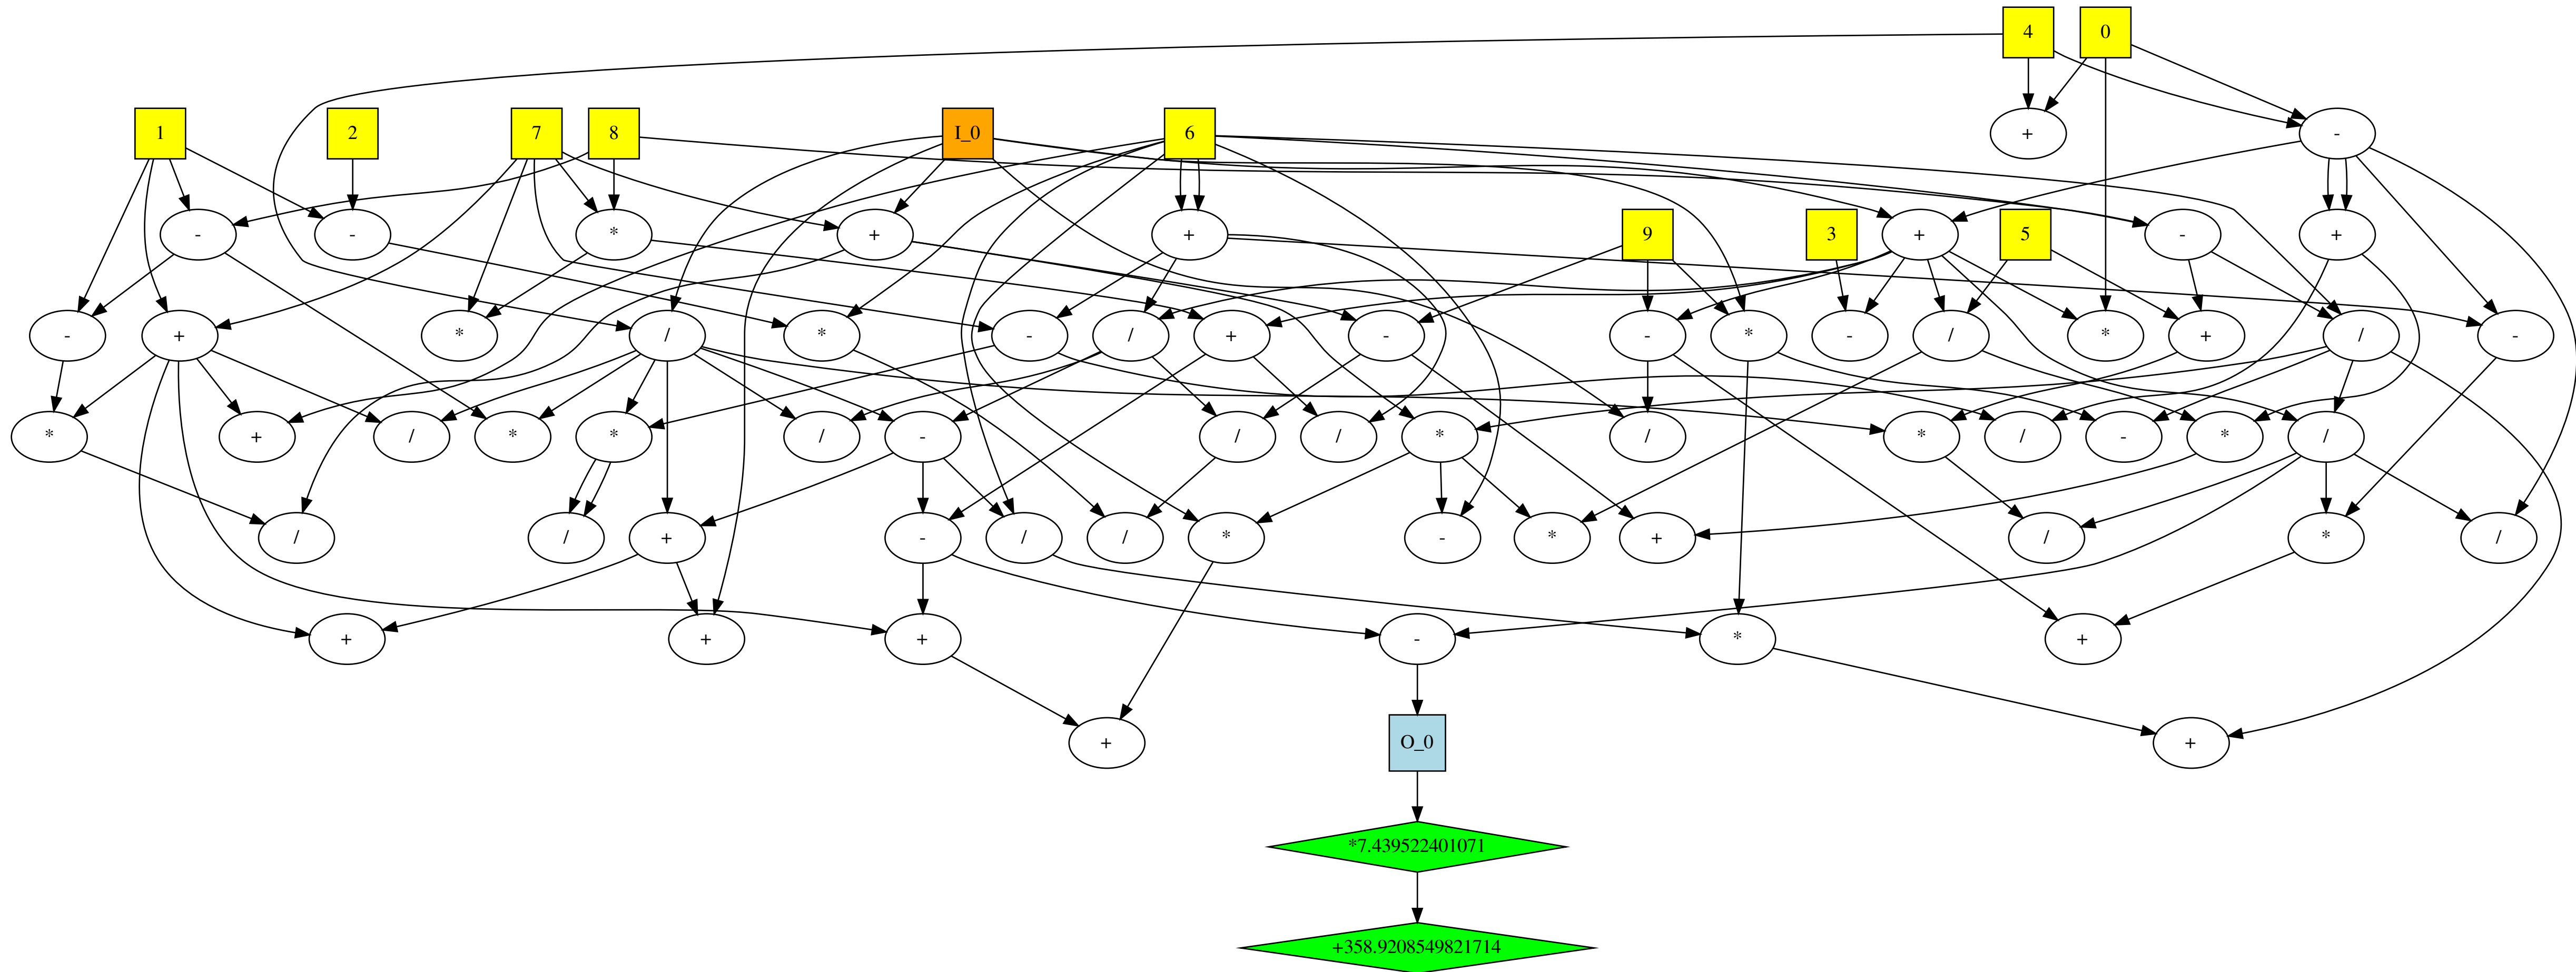 4 0
1 2 7 8 I_0 6 + -
- - * + + 9 + 3 5 - +
- + * / * - / + - - * - / * + / -
* + / * * / - / / * / * / - * /
/ / + - / / * - * + / * /
+ + + - * +
+ O_0 +
*7.439522401071
+358.9208549821714